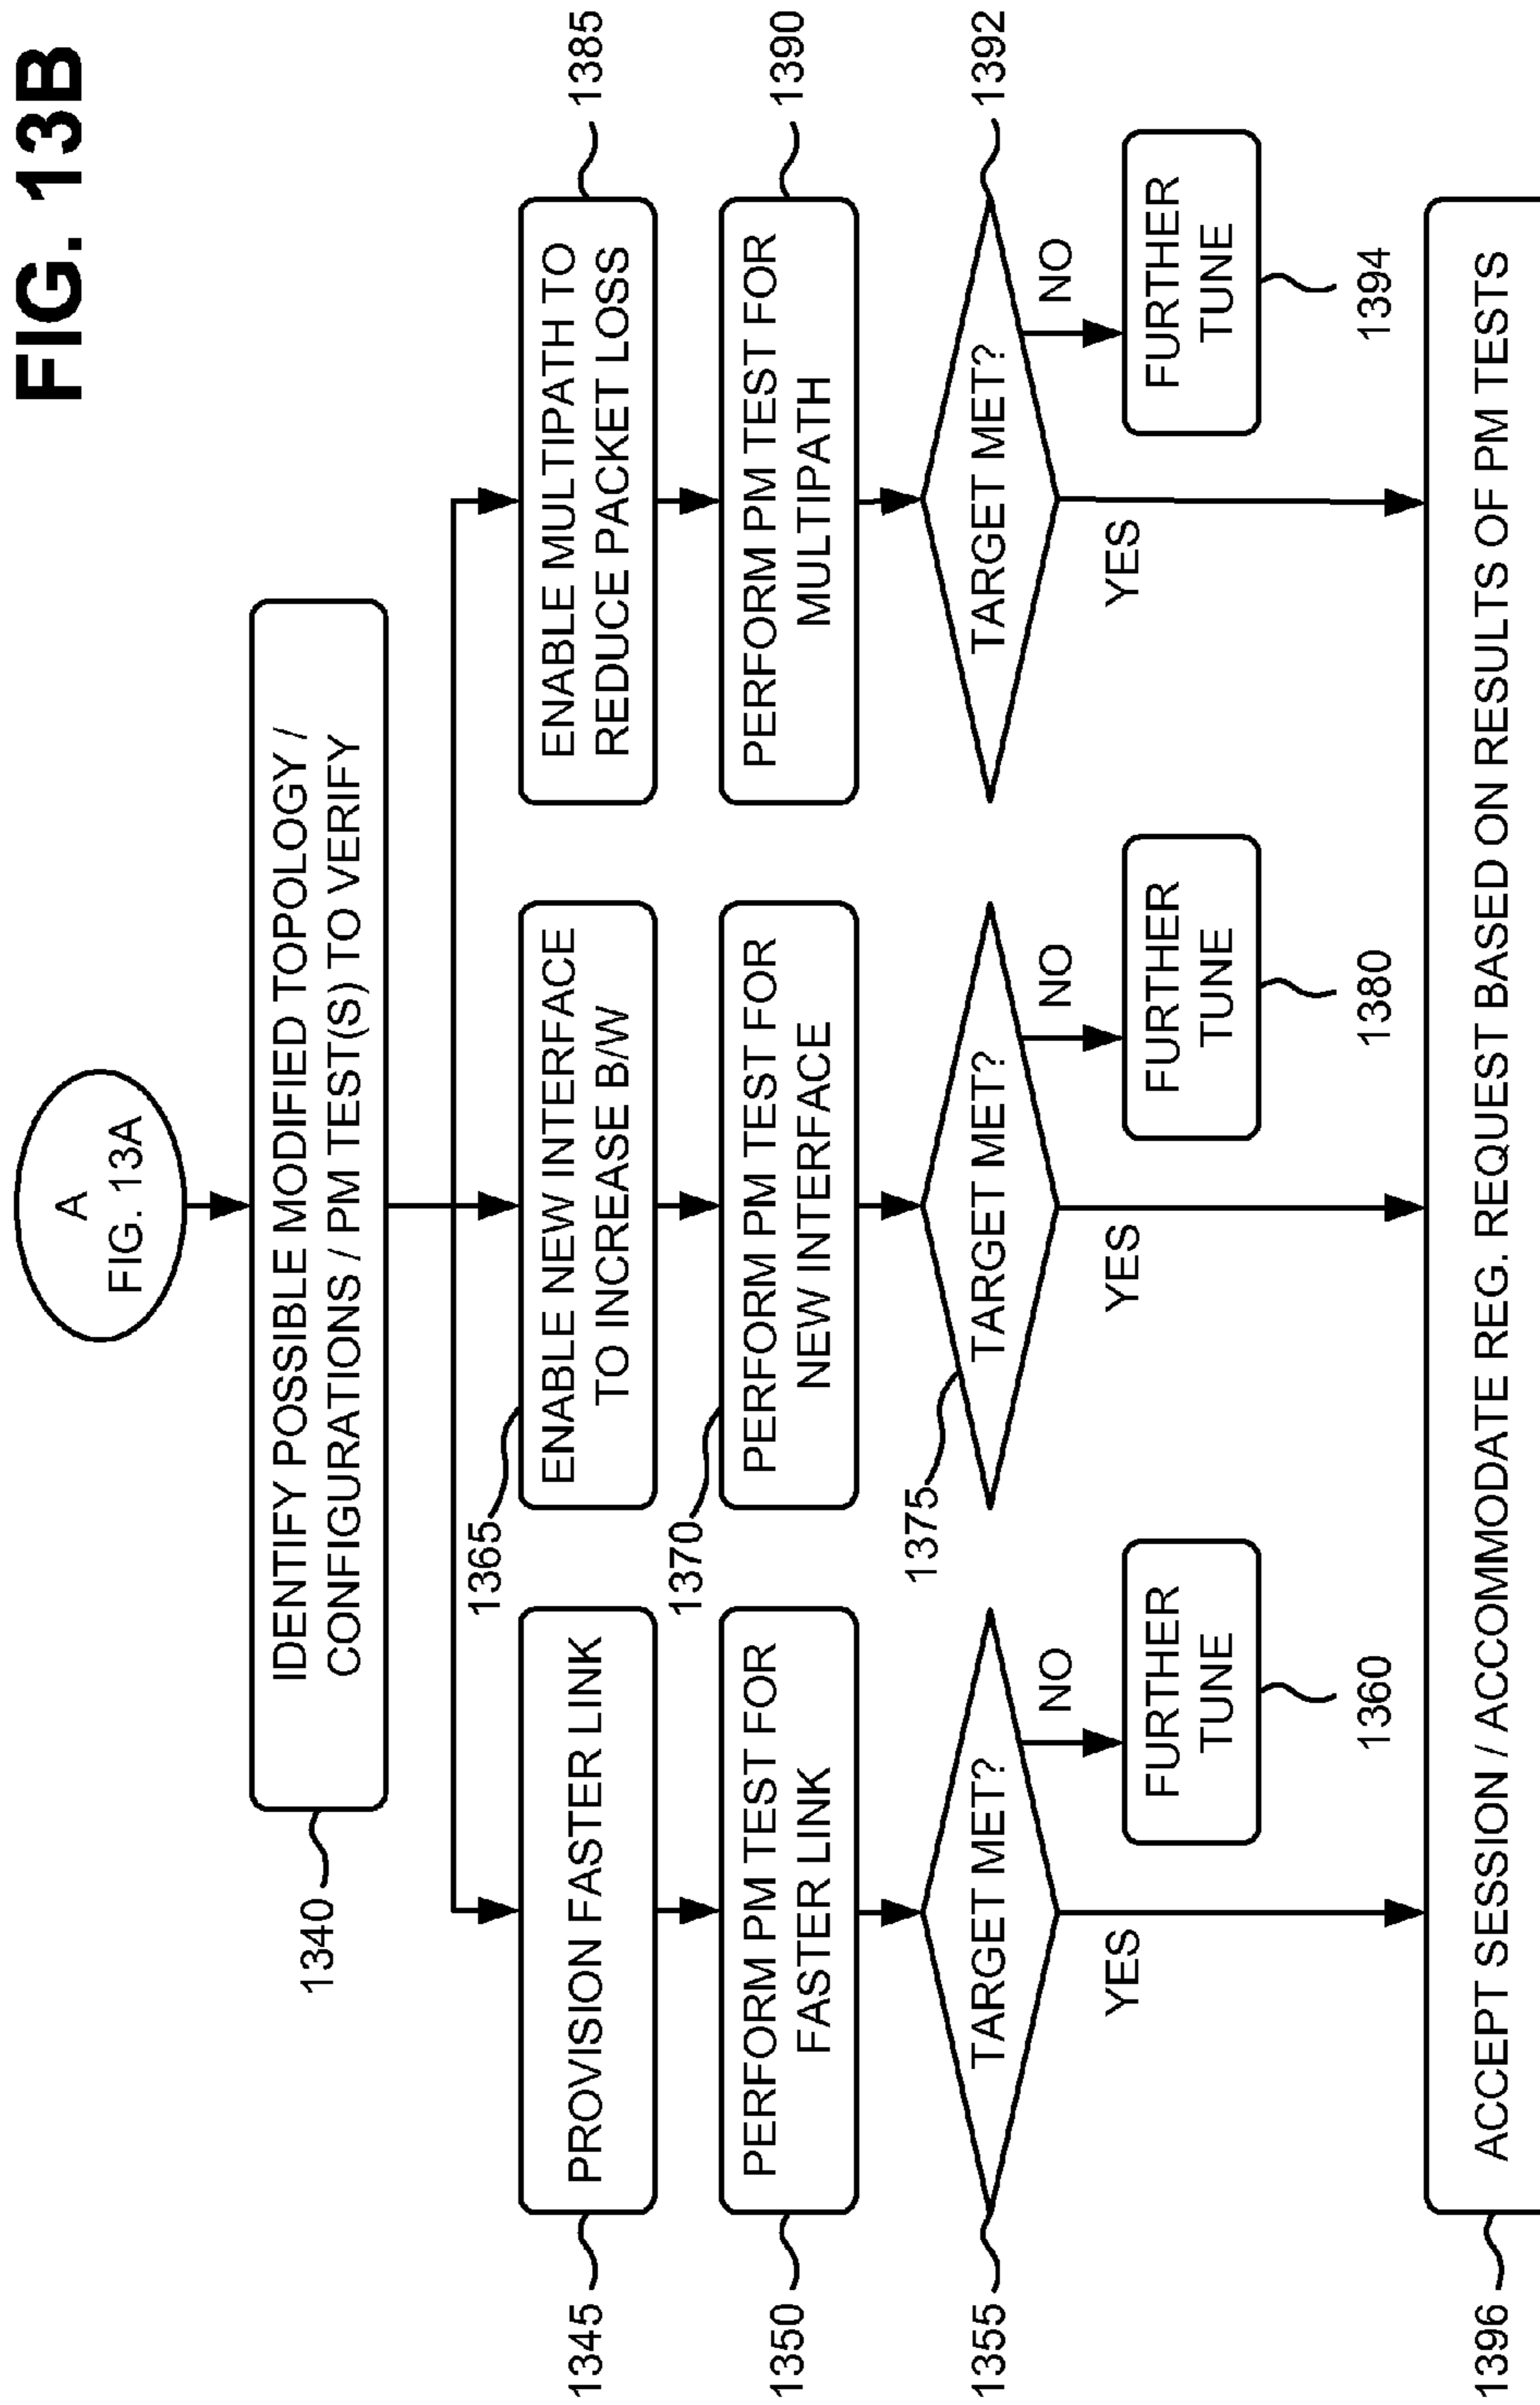 FIG. 13B
A
FIG. 13A
IDENTIFY POSSIBLE MODIFIED TOPOLOGY /
CONFIGURATIONS / PM TEST(S) TO VERIFY
1340
PROVISION FASTER LINK
1345
PERFORM PM TEST FOR
FASTER LINK
1350
TARGET MET?
1355
NO
YES
FURTHER
TUNE
1360
1365
ENABLE NEW INTERFACE
TO INCREASE B/W
1370
PERFORM PM TEST FOR
NEW INTERFACE
1375
TARGET MET?
NO
YES
FURTHER
TUNE
1380
ENABLE MULTIPATH TO
REDUCE PACKET LOSS
1385
PERFORM PM TEST FOR
MULTIPATH
1390
TARGET MET?
1392
NO
YES
FURTHER
TUNE
1394
1396
ACCEPT SESSION / ACCOMMODATE REG. REQUEST BASED ON RESULTS OF PM TESTS